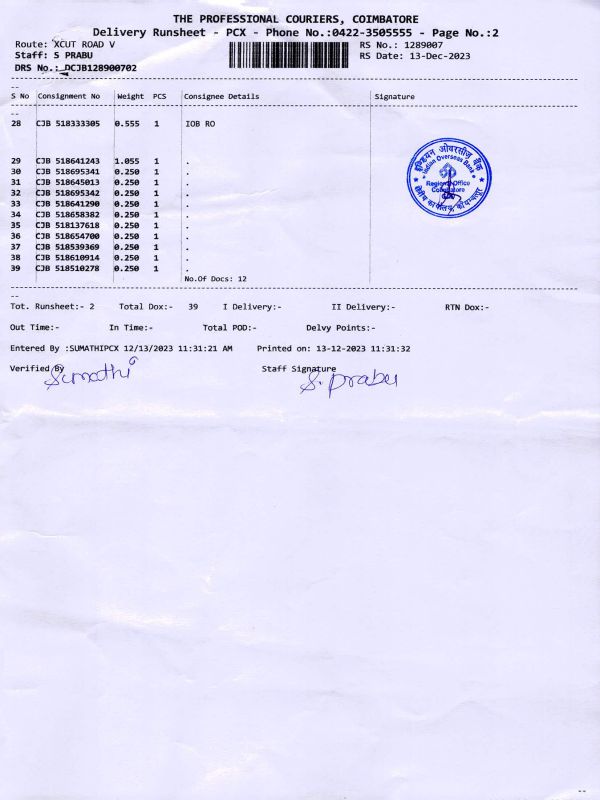 THE PROFESSIONAL COURIERS, COIMBATORE
Delivery Runsheet - PCX - Phone No.:0422-3505555 - Page No.:2
Route: XCUT ROAD V RS No.: 1289007
Staff: S PRABU RS Date: 13-Dec-2023
DRS No.: DCJB128900702
--
S No Consignment No Weight PCS Consignee Details Signature
--
28 CJB 518333305 0.555 1 IOB RO
इण्डियन ओवरसीज़ बैंक
Indian Overseas Bank
Regional Office
Coimbatore
क्षेत्रीय कार्यालय, कोयम्बत्तूर
29 CJB 518641243 1.055 1 .
30 CJB 518695341 0.250 1 .
31 CJB 518645013 0.250 1 .
32 CJB 518695342 0.250 1 .
33 CJB 518641290 0.250 1 .
34 CJB 518658382 0.250 1 .
35 CJB 518137618 0.250 1 .
36 CJB 518654700 0.250 1 .
37 CJB 518539369 0.250 1 .
38 CJB 518610914 0.250 1 .
39 CJB 518510278 0.250 1 .
No.Of Docs: 12
--
Tot. Runsheet:- 2 Total Dox:- 39 I Delivery:- II Delivery:- RTN Dox:-
Out Time:- In Time:- Total POD:- Delvy Points:-
Entered By :SUMATHIPCX 12/13/2023 11:31:21 AM Printed on: 13-12-2023 11:31:32
Verified By Staff Signature
Sumathi S. prabu
--